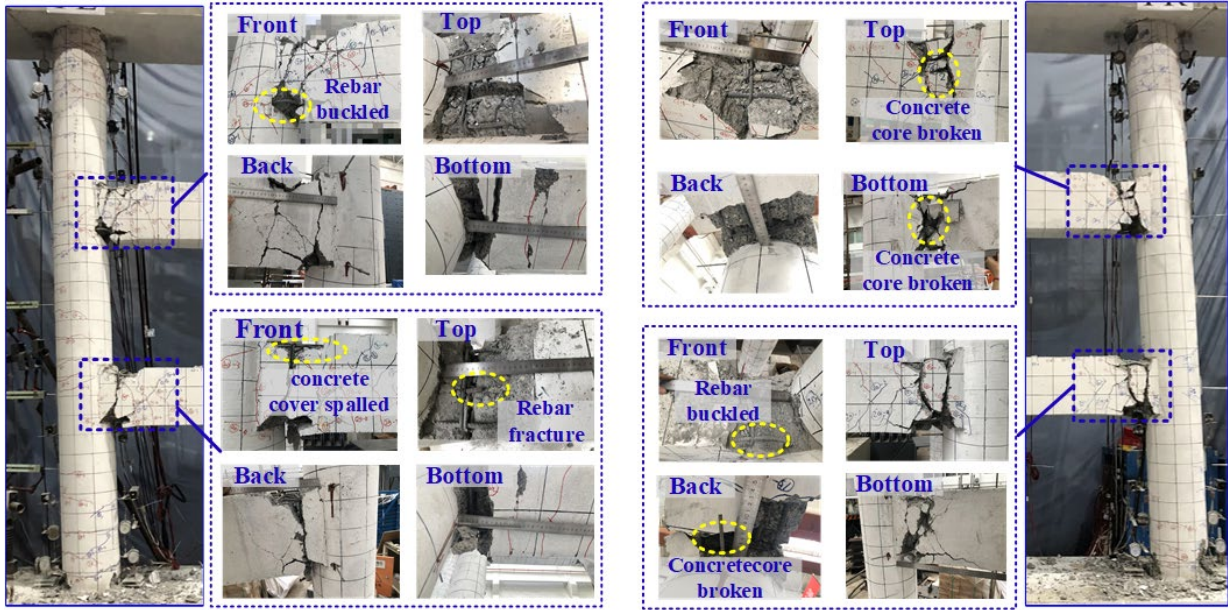 Front
Top
Rebar
buckled
Back
Bottom
Front
Top
concrete
cover spalled
Rebar
fracture
Back
Bottom
Front
Top
Concrete
core broken
Back
Bottom
Concrete
core broken
Front
Top
Rebar
buckled
Back
Bottom
Concretecore
broken